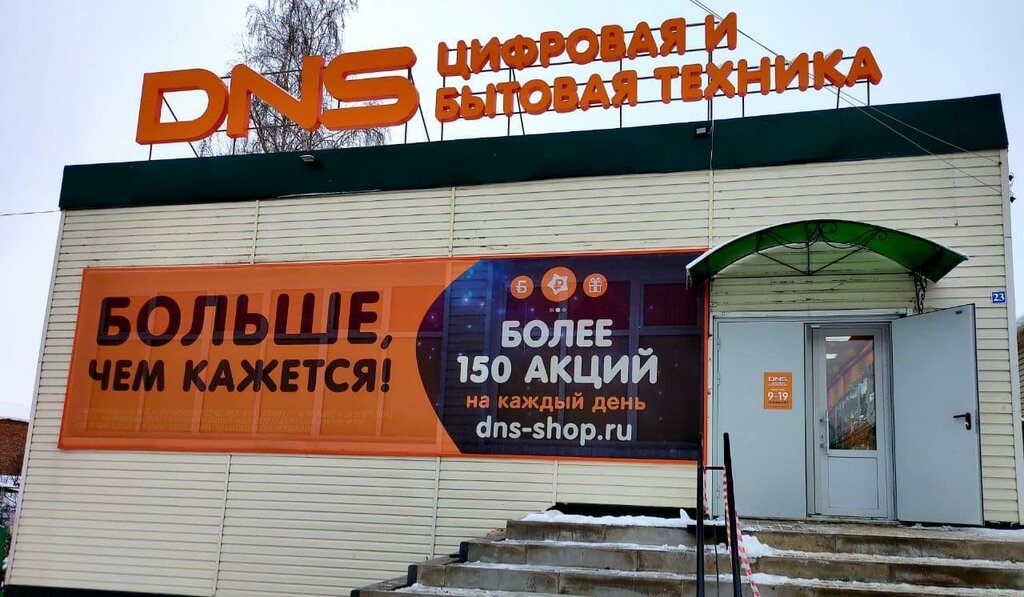 DNS
ЦИФРОВАЯ И
БЫТОВАЯ ТЕХНИКА
БОЛЬШЕ,
ЧЕМ КАЖЕТСЯ!
Б ₽
БОЛЕЕ
150 АКЦИЙ
на каждый день
dns-shop.ru
DNS
9-19
23